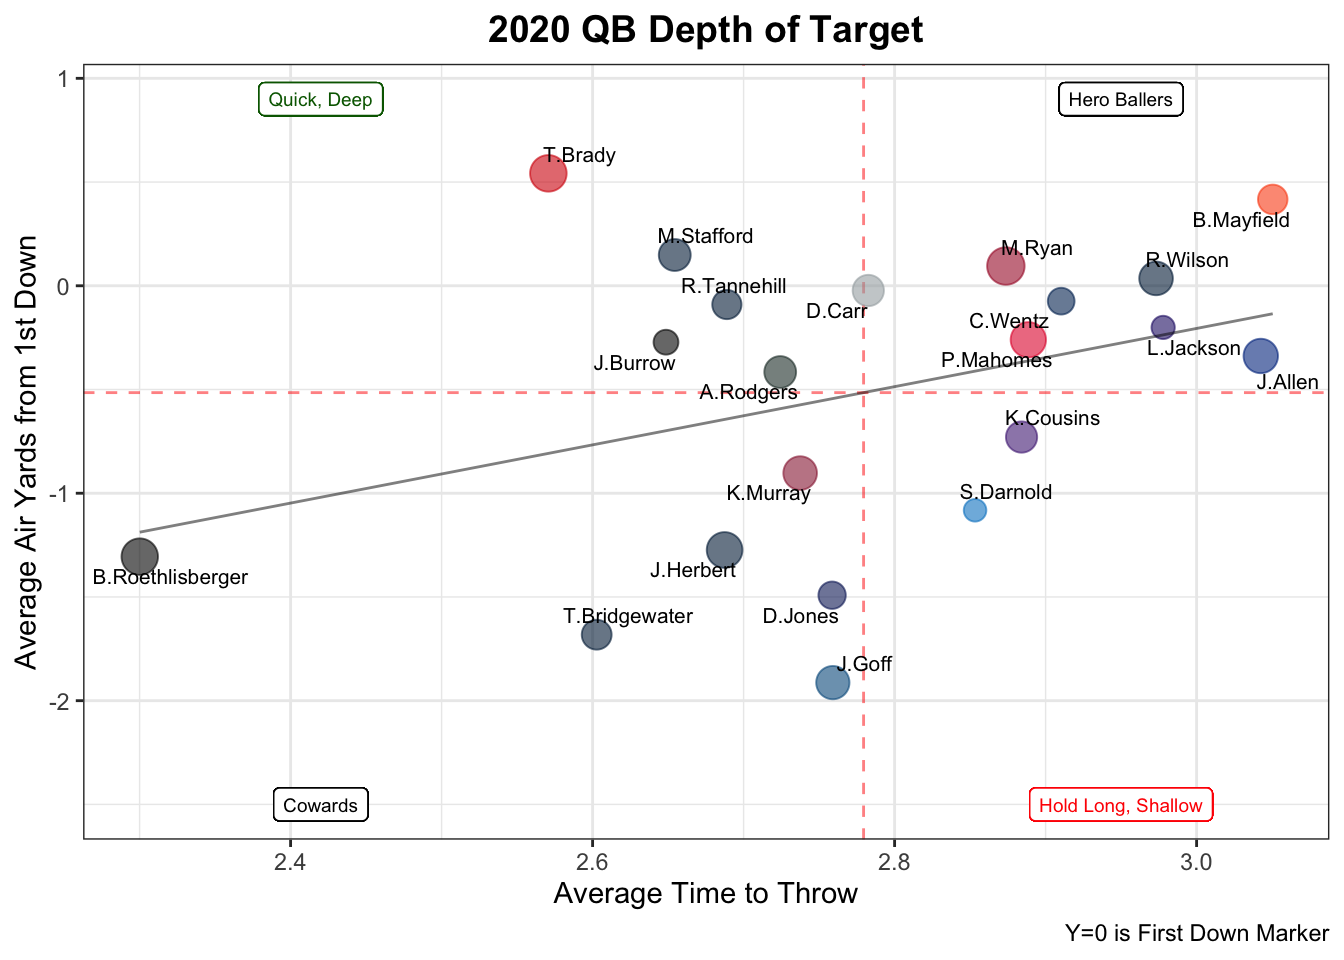 2020 QB Depth of Target
Average Air Yards from 1st Down
1
0
-1
-2
Quick, Deep
Hero Ballers
T.Brady
B.Mayfield
M.Stafford
M.Ryan
R.Wilson
R.Tannehill
D.Carr
C.Wentz
L.Jackson
J.Burrow
P.Mahomes
J.Allen
A.Rodgers
K.Cousins
K.Murray
S.Darnold
J.Herbert
B.Roethlisberger
T.Bridgewater
D.Jones
J.Goff
Cowards
Hold Long, Shallow
2.4
2.6
2.8
3.0
Average Time to Throw
Y=0 is First Down Marker